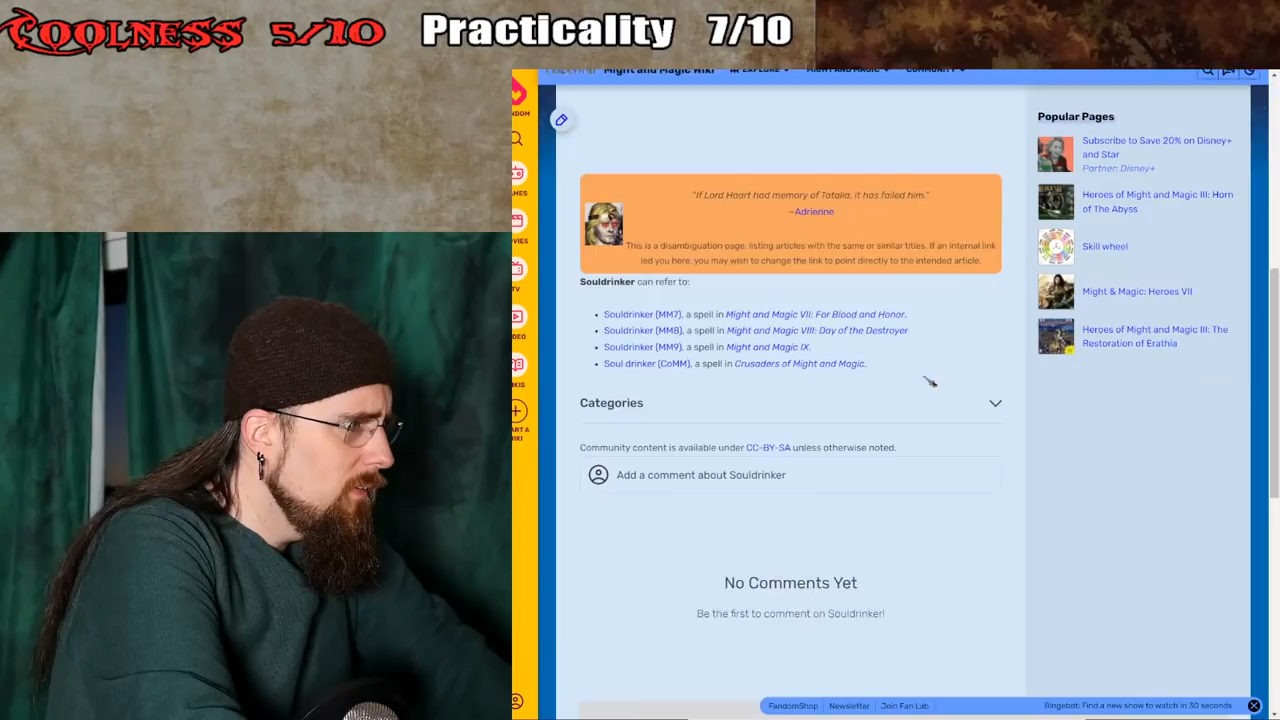 COOLNESS 5/10 Practicality 7/10
Might and Magic Wiki EXPLORE MIGHT AND MAGIC COMMUNITY
Popular Pages
Subscribe to Save 20% on Disney+
and Star
Partner: Disney+
Heroes of Might and Magic III: Horn
of The Abyss
Skill wheel
Might & Magic: Heroes VII
Heroes of Might and Magic III: The
Restoration of Erathia
"If Lord Hoart had memory of Tatalia, it has failed him."
–Adrienne
This is a disambiguation page, listing articles with the same or similar titles. If an internal link
led you here, you may wish to change the link to point directly to the intended article.
Souldrinker can refer to:
• Souldrinker (MM7), a spell in Might and Magic VII: For Blood and Honor.
• Souldrinker (MM8), a spell in Might and Magic VIII: Day of the Destroyer
• Souldrinker (MM9), a spell in Might and Magic IX.
• Soul drinker (CoMM), a spell in Crusaders of Might and Magic.
Categories
Community content is available under CC-BY-SA unless otherwise noted.
Add a comment about Souldrinker
No Comments Yet
Be the first to comment on Souldrinker!
FandomShop Newsletter Join Fan Lab Bingebot: Find a new show to watch in 30 seconds